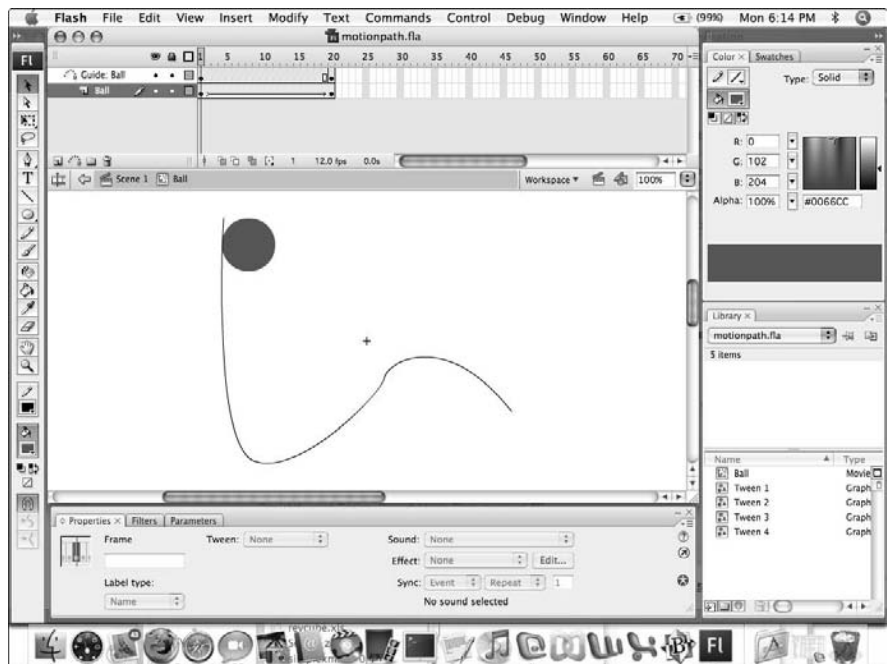 Flash File Edit View Insert Modify Text Commands Control Debug Window Help (99%) Mon 6:14 PM
motionpath.fla
1 5 10 15 20 25 30 35 40 45 50 55 60 65 70
Guide: Ball
Ball
1 12.0 fps 0.0s
Scene 1 Ball Workspace 100%
Fl
T
Color Swatches
Type: Solid
R: 0
G: 102
B: 204
Alpha: 100% #0066CC
Library
motionpath.fla
5 items
Name Type
Ball Movie
Tween 1 Graph
Tween 2 Graph
Tween 3 Graph
Tween 4 Graph
Properties Filters Parameters
Frame Tween: None Sound: None
Effect: None Edit...
Label type: Sync: Event Repeat 1
Name No sound selected
revcube.xls
Fl